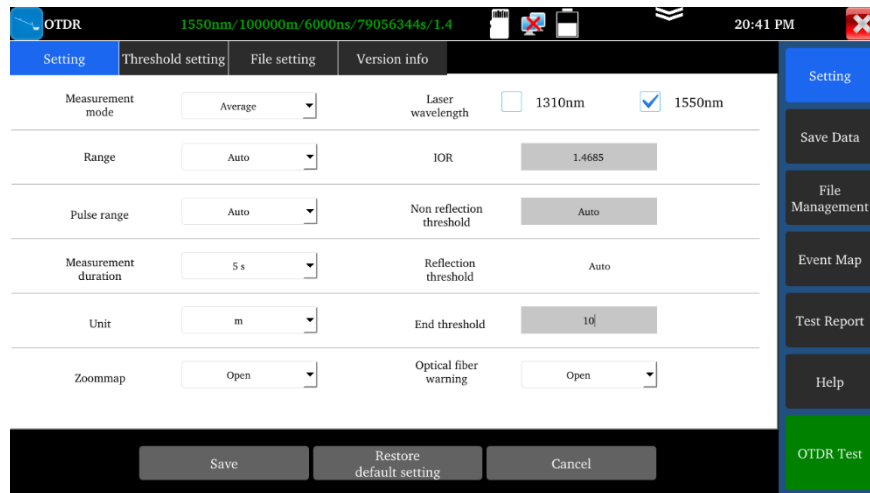 OTDR 1550nm/100000m/6000ns/79056344s/1.4 20:41 PM
Setting Threshold setting File setting Version info
Setting
Measurement
mode
Average
Laser
wavelength
1310nm 1550nm
Save Data
Range Auto IOR 1.4685
File
Management
Pulse range Auto
Non reflection
threshold
Auto
Measurement
duration
5 s
Reflection
threshold
Auto
Event Map
Unit m End threshold 10
Test Report
Zoommap Open
Optical fiber
warning
Open
Help
Save
Restore
default setting
Cancel
OTDR Test